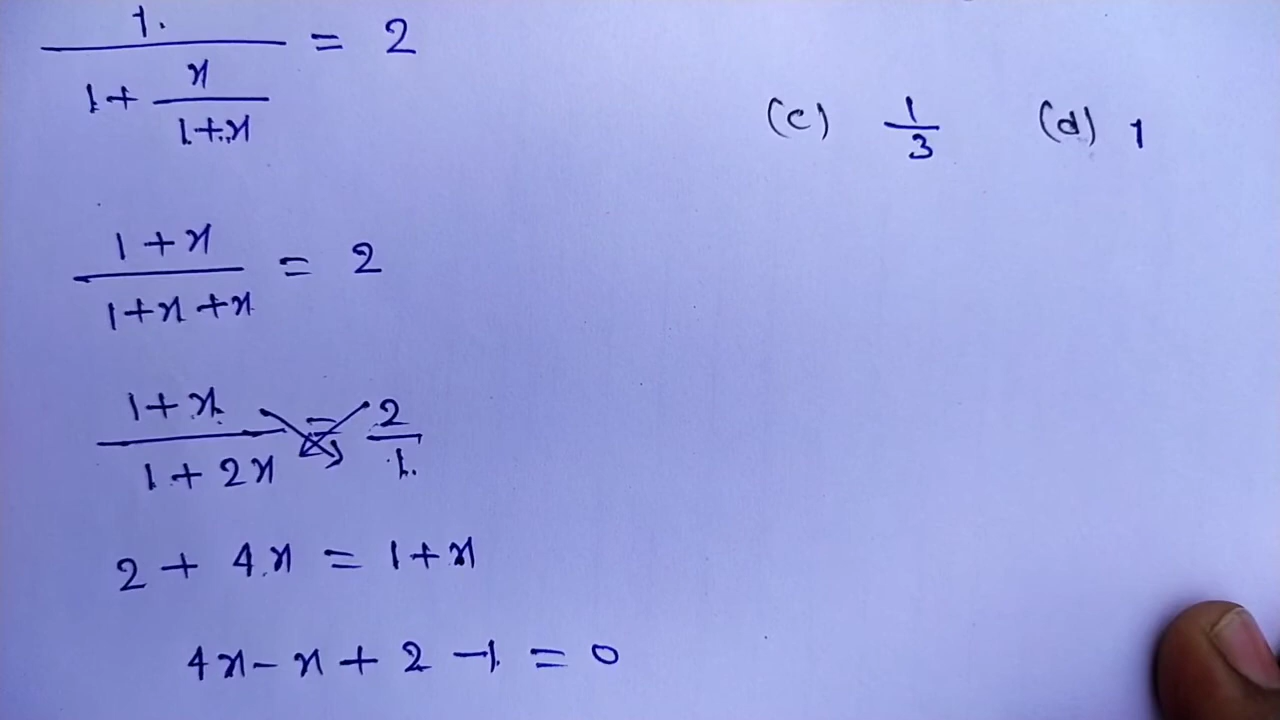 1 / (1 + x / (1+x)) = 2
(c) 1/3 (d) 1
(1+x) / (1+x+x) = 2
(1+x) / (1+2x) = 2/1
2 + 4x = 1+x
4x - x + 2 - 1 = 0